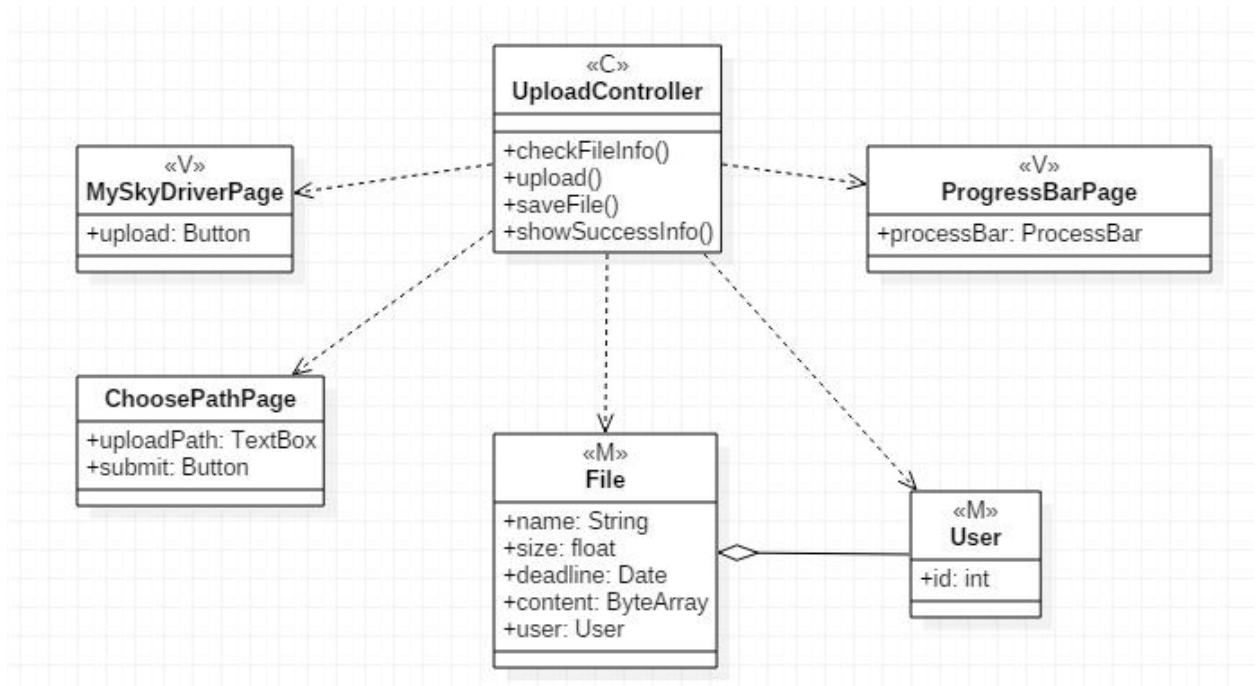 «C»
UploadController
+checkFileInfo()
+upload()
+saveFile()
+showSuccessInfo()
«V»
MySkyDriverPage
+upload: Button
«V»
ProgressBarPage
+processBar: ProcessBar
ChoosePathPage
+uploadPath: TextBox
+submit: Button
«M»
File
+name: String
+size: float
+deadline: Date
+content: ByteArray
+user: User
«M»
User
+id: int